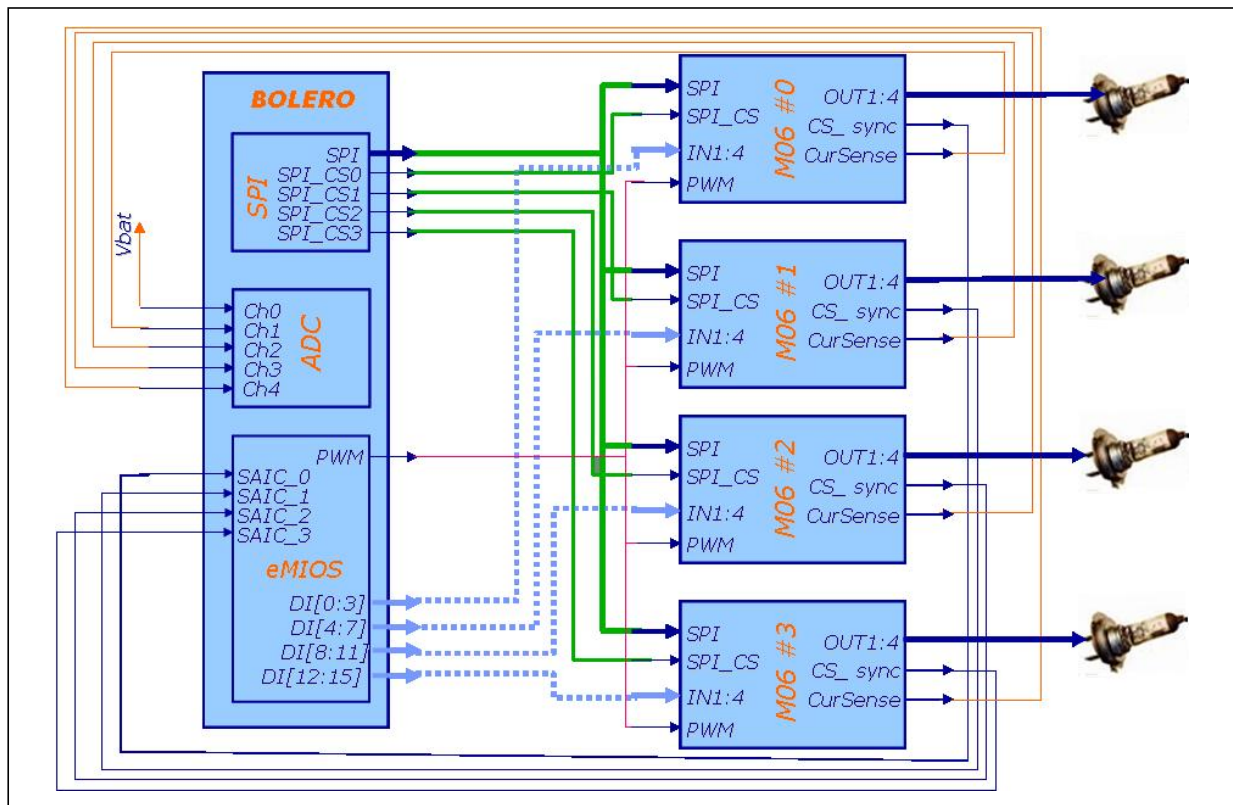 BOLERO
SPI
SPI
SPI_CS0
SPI_CS1
SPI_CS2
SPI_CS3
Vbat
Ch0
Ch1
Ch2
Ch3
Ch4
ADC
PWM
SAIC_0
SAIC_1
SAIC_2
SAIC_3
eMIOS
DI[0:3]
DI[4:7]
DI[8:11]
DI[12:15]
SPI
SPI_CS
IN1:4
PWM
M06 #0
OUT1:4
CS_ sync
CurSense
SPI
SPI_CS
IN1:4
PWM
M06 #1
OUT1:4
CS_ sync
CurSense
SPI
SPI_CS
IN1:4
PWM
M06 #2
OUT1:4
CS_ sync
CurSense
SPI
SPI_CS
IN1:4
PWM
M06 #3
OUT1:4
CS_ sync
CurSense